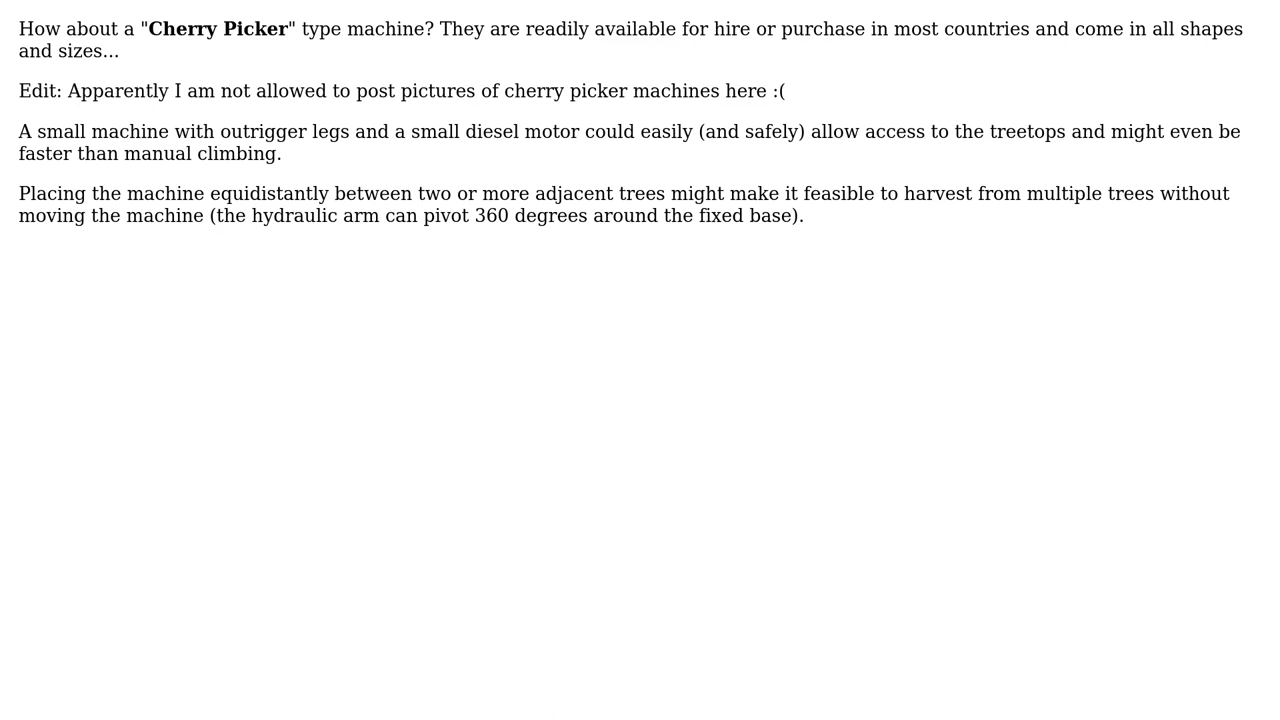 How about a "Cherry Picker" type machine? They are readily available for hire or purchase in most countries and come in all shapes
and sizes...
Edit: Apparently I am not allowed to post pictures of cherry picker machines here :(
A small machine with outrigger legs and a small diesel motor could easily (and safely) allow access to the treetops and might even be
faster than manual climbing.
Placing the machine equidistantly between two or more adjacent trees might make it feasible to harvest from multiple trees without
moving the machine (the hydraulic arm can pivot 360 degrees around the fixed base).